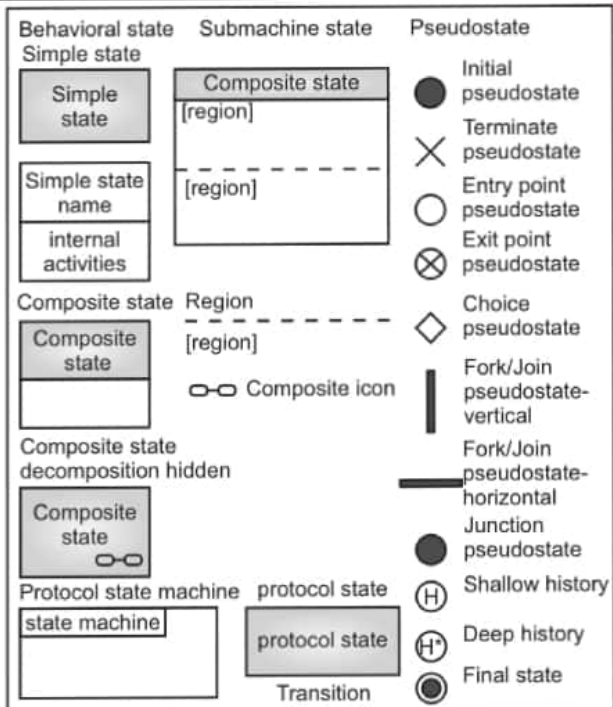 Behavioral state
Simple state
Simple
state
Simple state
name
internal
activities
Composite state
Composite
state
Composite state
decomposition hidden
Composite
state
Protocol state machine
state machine
Submachine state
Composite state
[region]
[region]
Region
[region]
Composite icon
protocol state
protocol state
Transition
Pseudostate
Initial
pseudostate
Terminate
pseudostate
Entry point
pseudostate
Exit point
pseudostate
Choice
pseudostate
Fork/Join
pseudostate-
vertical
Fork/Join
pseudostate-
horizontal
Junction
pseudostate
H Shallow history
H* Deep history
Final state